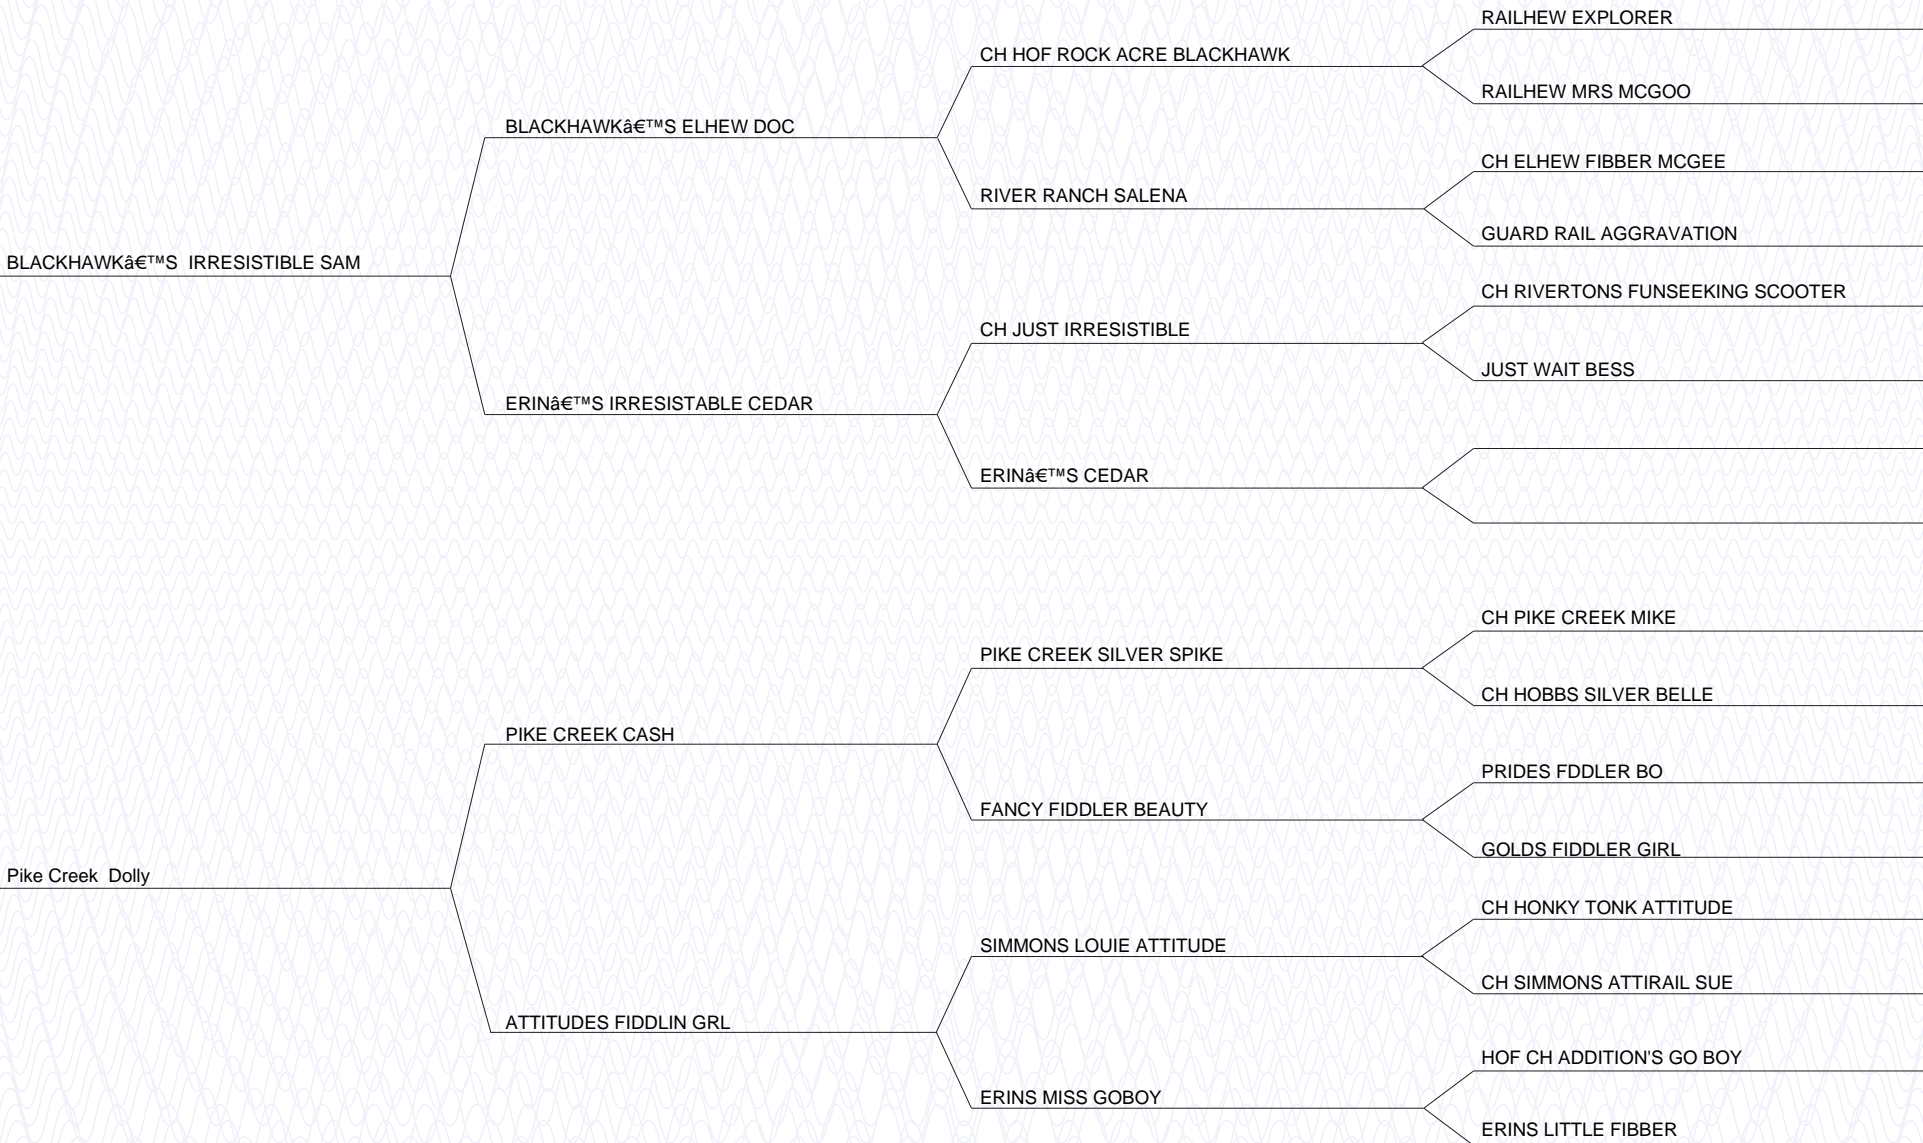 RAILHEW EXPLORER
CH HOF ROCK ACRE BLACKHAWK
RAILHEW MRS MCGOO
BLACKHAWKâ€™S ELHEW DOC
CH ELHEW FIBBER MCGEE
RIVER RANCH SALENA
GUARD RAIL AGGRAVATION
BLACKHAWKâ€™S  IRRESISTIBLE SAM
CH RIVERTONS FUNSEEKING SCOOTER
CH JUST IRRESISTIBLE
JUST WAIT BESS
ERINâ€™S IRRESISTABLE CEDAR
ERINâ€™S CEDAR
CH PIKE CREEK MIKE
PIKE CREEK SILVER SPIKE
CH HOBBS SILVER BELLE
PIKE CREEK CASH
PRIDES FDDLER BO
FANCY FIDDLER BEAUTY
GOLDS FIDDLER GIRL
Pike Creek  Dolly
CH HONKY TONK ATTITUDE
SIMMONS LOUIE ATTITUDE
CH SIMMONS ATTIRAIL SUE
ATTITUDES FIDDLIN GRL
HOF CH ADDITION'S GO BOY
ERINS MISS GOBOY
ERINS LITTLE FIBBER